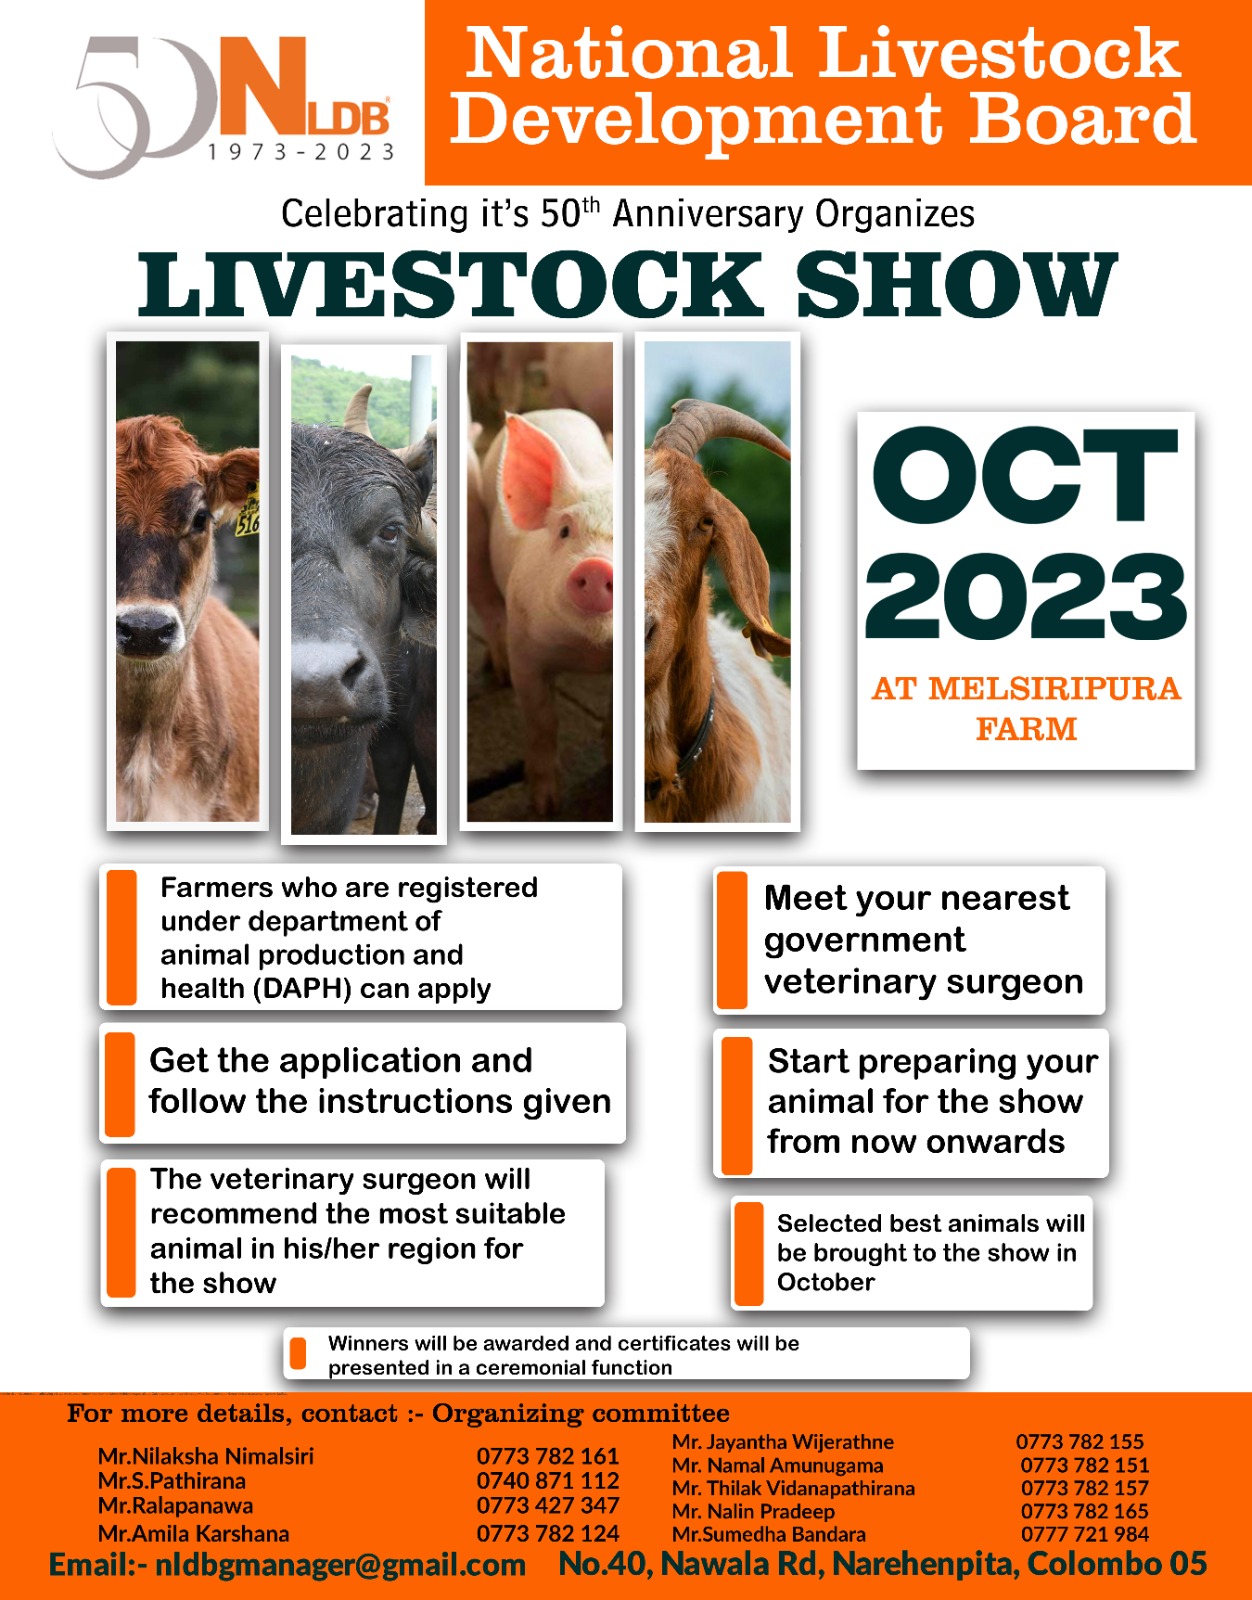 50 NLDB®
1973-2023
National Livestock
Development Board
Celebrating it's 50th Anniversary Organizes
LIVESTOCK SHOW
516
OCT
2023
AT MELSIRIPURA
FARM
Farmers who are registered
under department of
animal production and
health (DAPH) can apply
Meet your nearest
government
veterinary surgeon
Get the application and
follow the instructions given
Start preparing your
animal for the show
from now onwards
The veterinary surgeon will
recommend the most suitable
animal in his/her region for
the show
Selected best animals will
be brought to the show in
October
Winners will be awarded and certificates will be
presented in a ceremonial function
For more details, contact :- Organizing committee
Mr.Nilaksha Nimalsiri 0773 782 161
Mr.S.Pathirana 0740 871 112
Mr.Ralapanawa 0773 427 347
Mr.Amila Karshana 0773 782 124
Mr. Jayantha Wijerathne 0773 782 155
Mr. Namal Amunugama 0773 782 151
Mr. Thilak Vidanapathirana 0773 782 157
Mr. Nalin Pradeep 0773 782 165
Mr.Sumedha Bandara 0777 721 984
Email:- nldbgmanager@gmail.com No.40, Nawala Rd, Narehenpita, Colombo 05